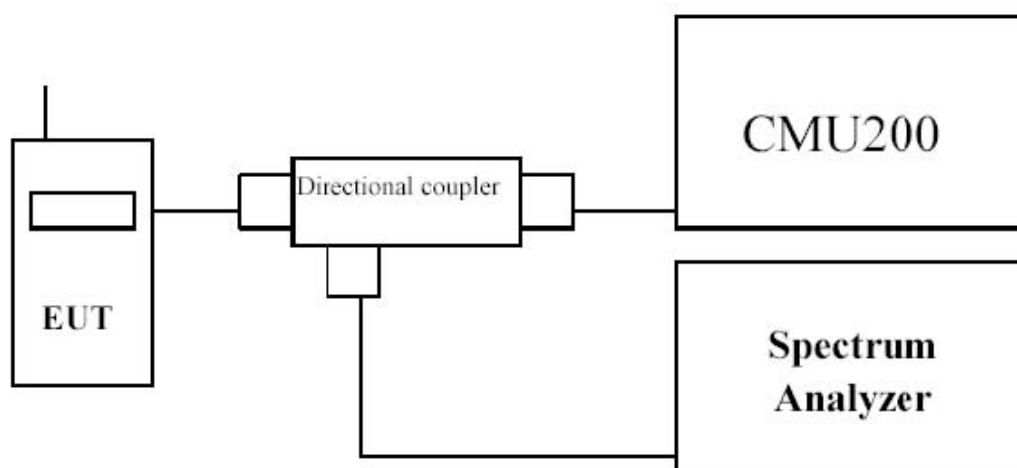 CMU200
Directional coupler
EUT
Spectrum
Analyzer